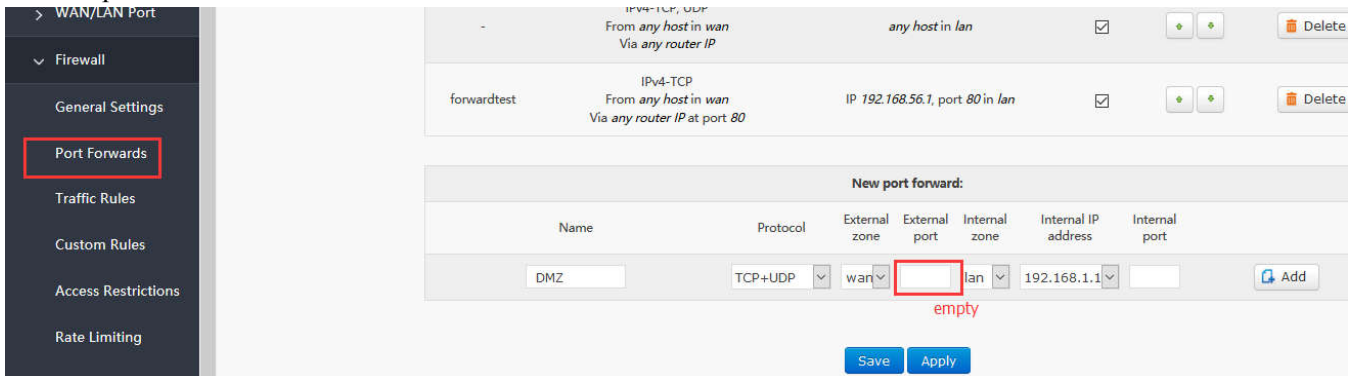 WAN/LAN Port
Firewall
General Settings
Port Forwards
Traffic Rules
Custom Rules
Access Restrictions
Rate Limiting
IPv4-TCP, UDP
- From any host in wan any host in lan Delete
Via any router IP
IPv4-TCP
forwardtest From any host in wan IP 192.168.56.1, port 80 in lan Delete
Via any router IP at port 80
New port forward:
Name Protocol External zone External port Internal zone Internal IP address Internal port
DMZ TCP+UDP wan lan 192.168.1.1 Add
empty
Save Apply